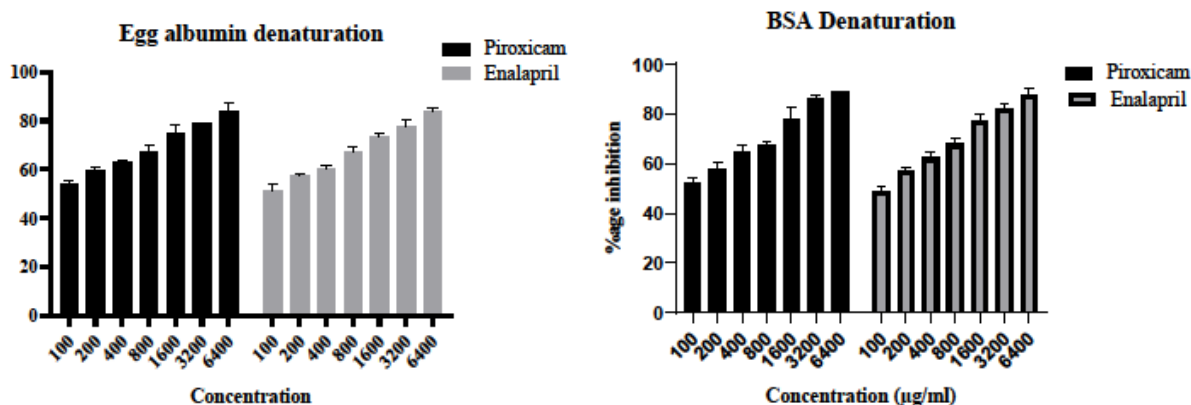 Egg albumin denaturation
Piroxicam
Enalapril
100
80
60
40
20
0
100 200 400 800 1600 3200 6400 100 200 400 800 1600 3200 6400
Concentration
BSA Denaturation
Piroxicam
Enalapril
%age inhibition
100
80
60
40
20
0
100 200 400 800 1600 3200 6400 100 200 400 800 1600 3200 6400
Concentration (µg/ml)